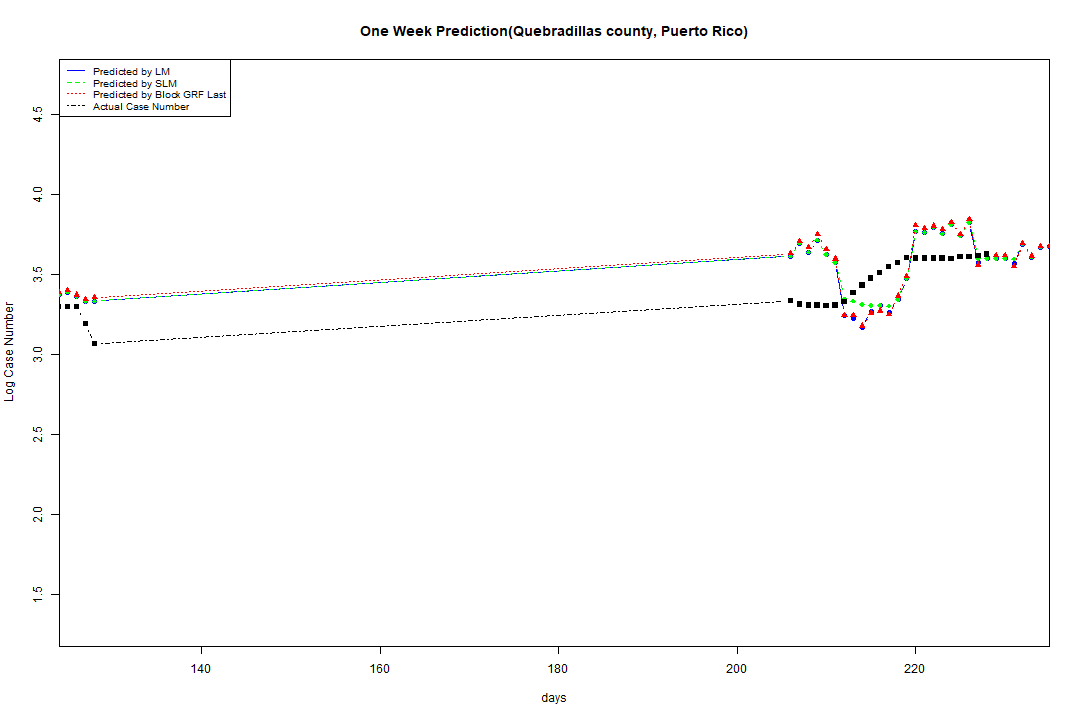 One Week Prediction(Quebradillas county, Puerto Rico)
Predicted by LM
Predicted by SLM
Predicted by Block GRF Last
Actual Case Number
Log Case Number
4.5
4.0
3.5
3.0
2.5
2.0
1.5
140 160 180 200 220
days